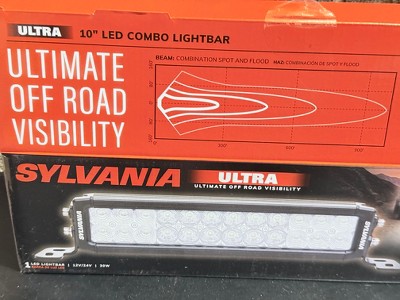 ULTRA 10" LED COMBO LIGHTBAR
ULTIMATE
OFF ROAD
VISIBILITY
BEAM: COMBINATION SPOT AND FLOOD HAZ: COMBINACIÓN DE SPOT Y FLOOD
SYLVANIA
ULTRA
ULTIMATE OFF ROAD VISIBILITY
SYLVANIA
SYLVANIA
1 LED LIGHTBAR | 12V/24V | 50W